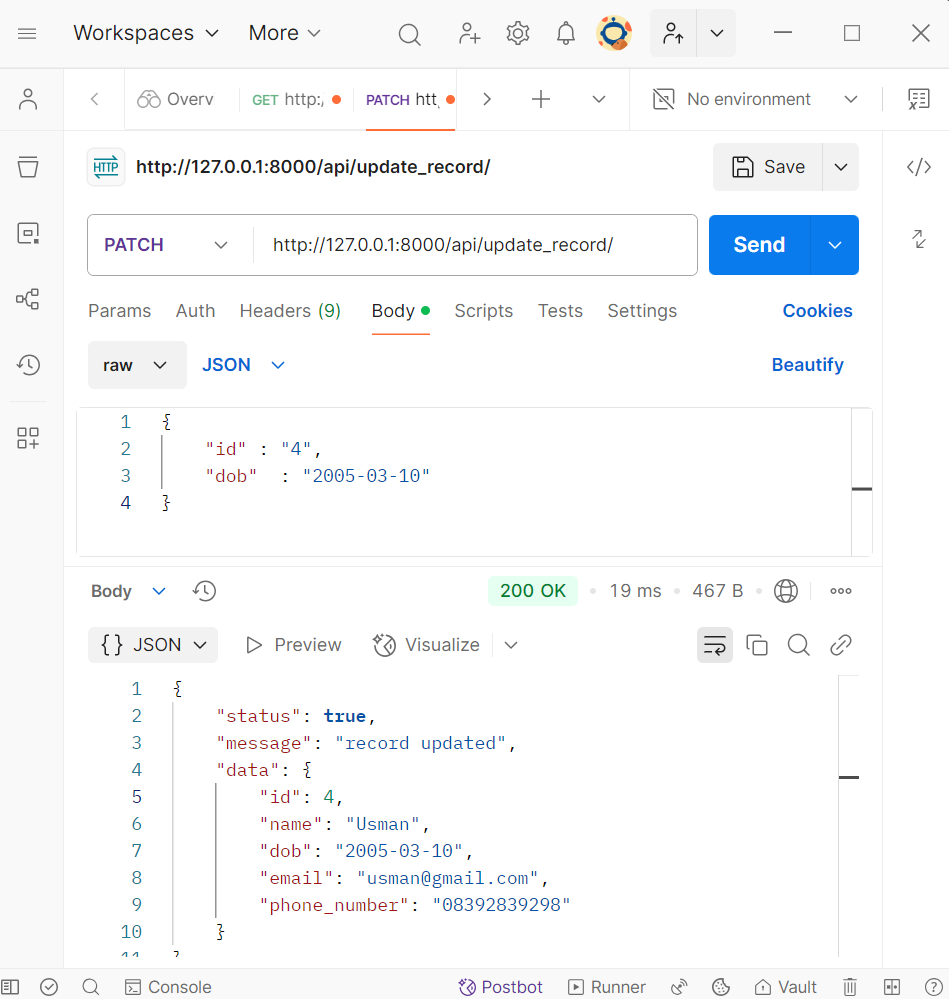 Workspaces More
Overv GET http:/ PATCH htt, No environment
HTTP http://127.0.0.1:8000/api/update_record/ Save
PATCH http://127.0.0.1:8000/api/update_record/ Send
Params Auth Headers (9) Body Scripts Tests Settings Cookies
raw JSON Beautify
1 {
2 "id" : "4",
3 "dob" : "2005-03-10"
4 }
Body 200 OK • 19 ms • 467 B •
{} JSON Preview Visualize
1 {
2 "status": true,
3 "message": "record updated",
4 "data": {
5 "id": 4,
6 "name": "Usman",
7 "dob": "2005-03-10",
8 "email": "usman@gmail.com",
9 "phone_number": "08392839298"
10 }
11 }
Console Postbot Runner Vault